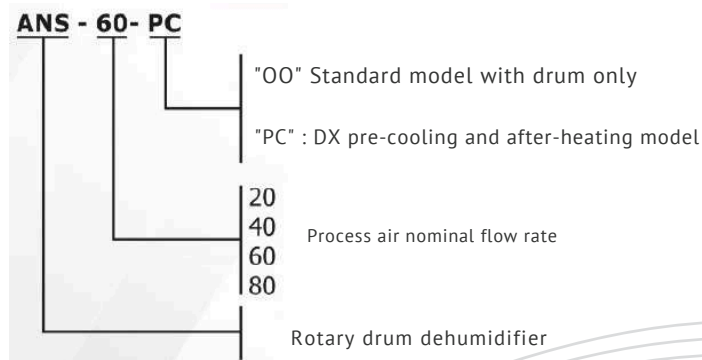 ANS - 60- PC
"OO" Standard model with drum only
"PC" : DX pre-cooling and after-heating model
20
40
Process air nominal flow rate
60
80
Rotary drum dehumidifier